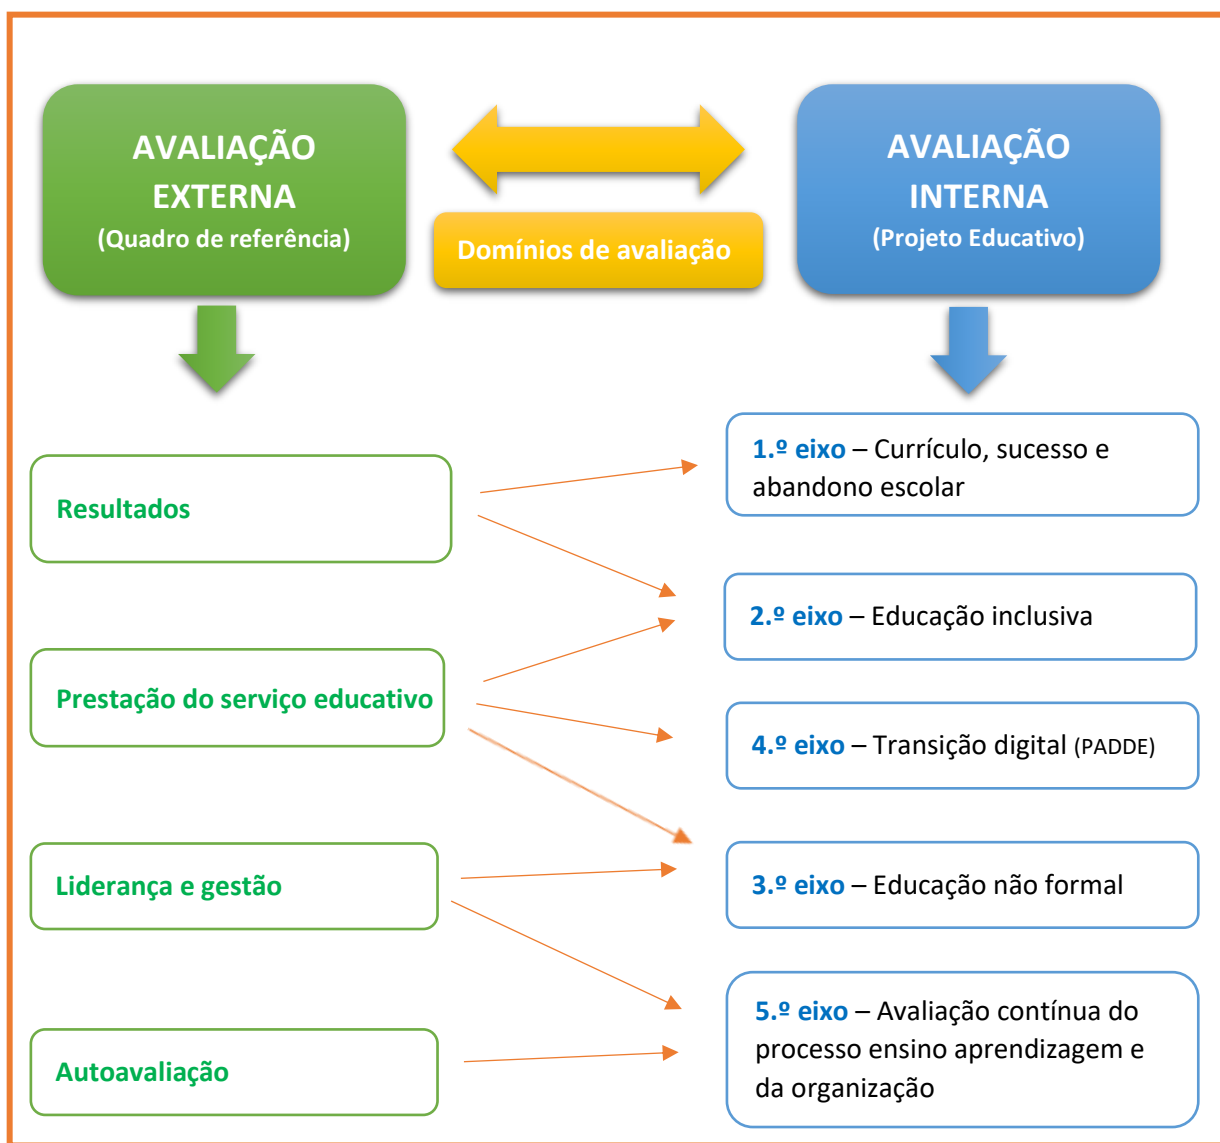 AVALIAÇÃO
EXTERNA
(Quadro de referência)
Domínios de avaliação
AVALIAÇÃO
INTERNA
(Projeto Educativo)
Resultados
Prestação do serviço educativo
Liderança e gestão
Autoavaliação
1.º eixo – Currículo, sucesso e
abandono escolar
2.º eixo – Educação inclusiva
4.º eixo – Transição digital (PADDE)
3.º eixo – Educação não formal
5.º eixo – Avaliação contínua do
processo ensino aprendizagem e
da organização